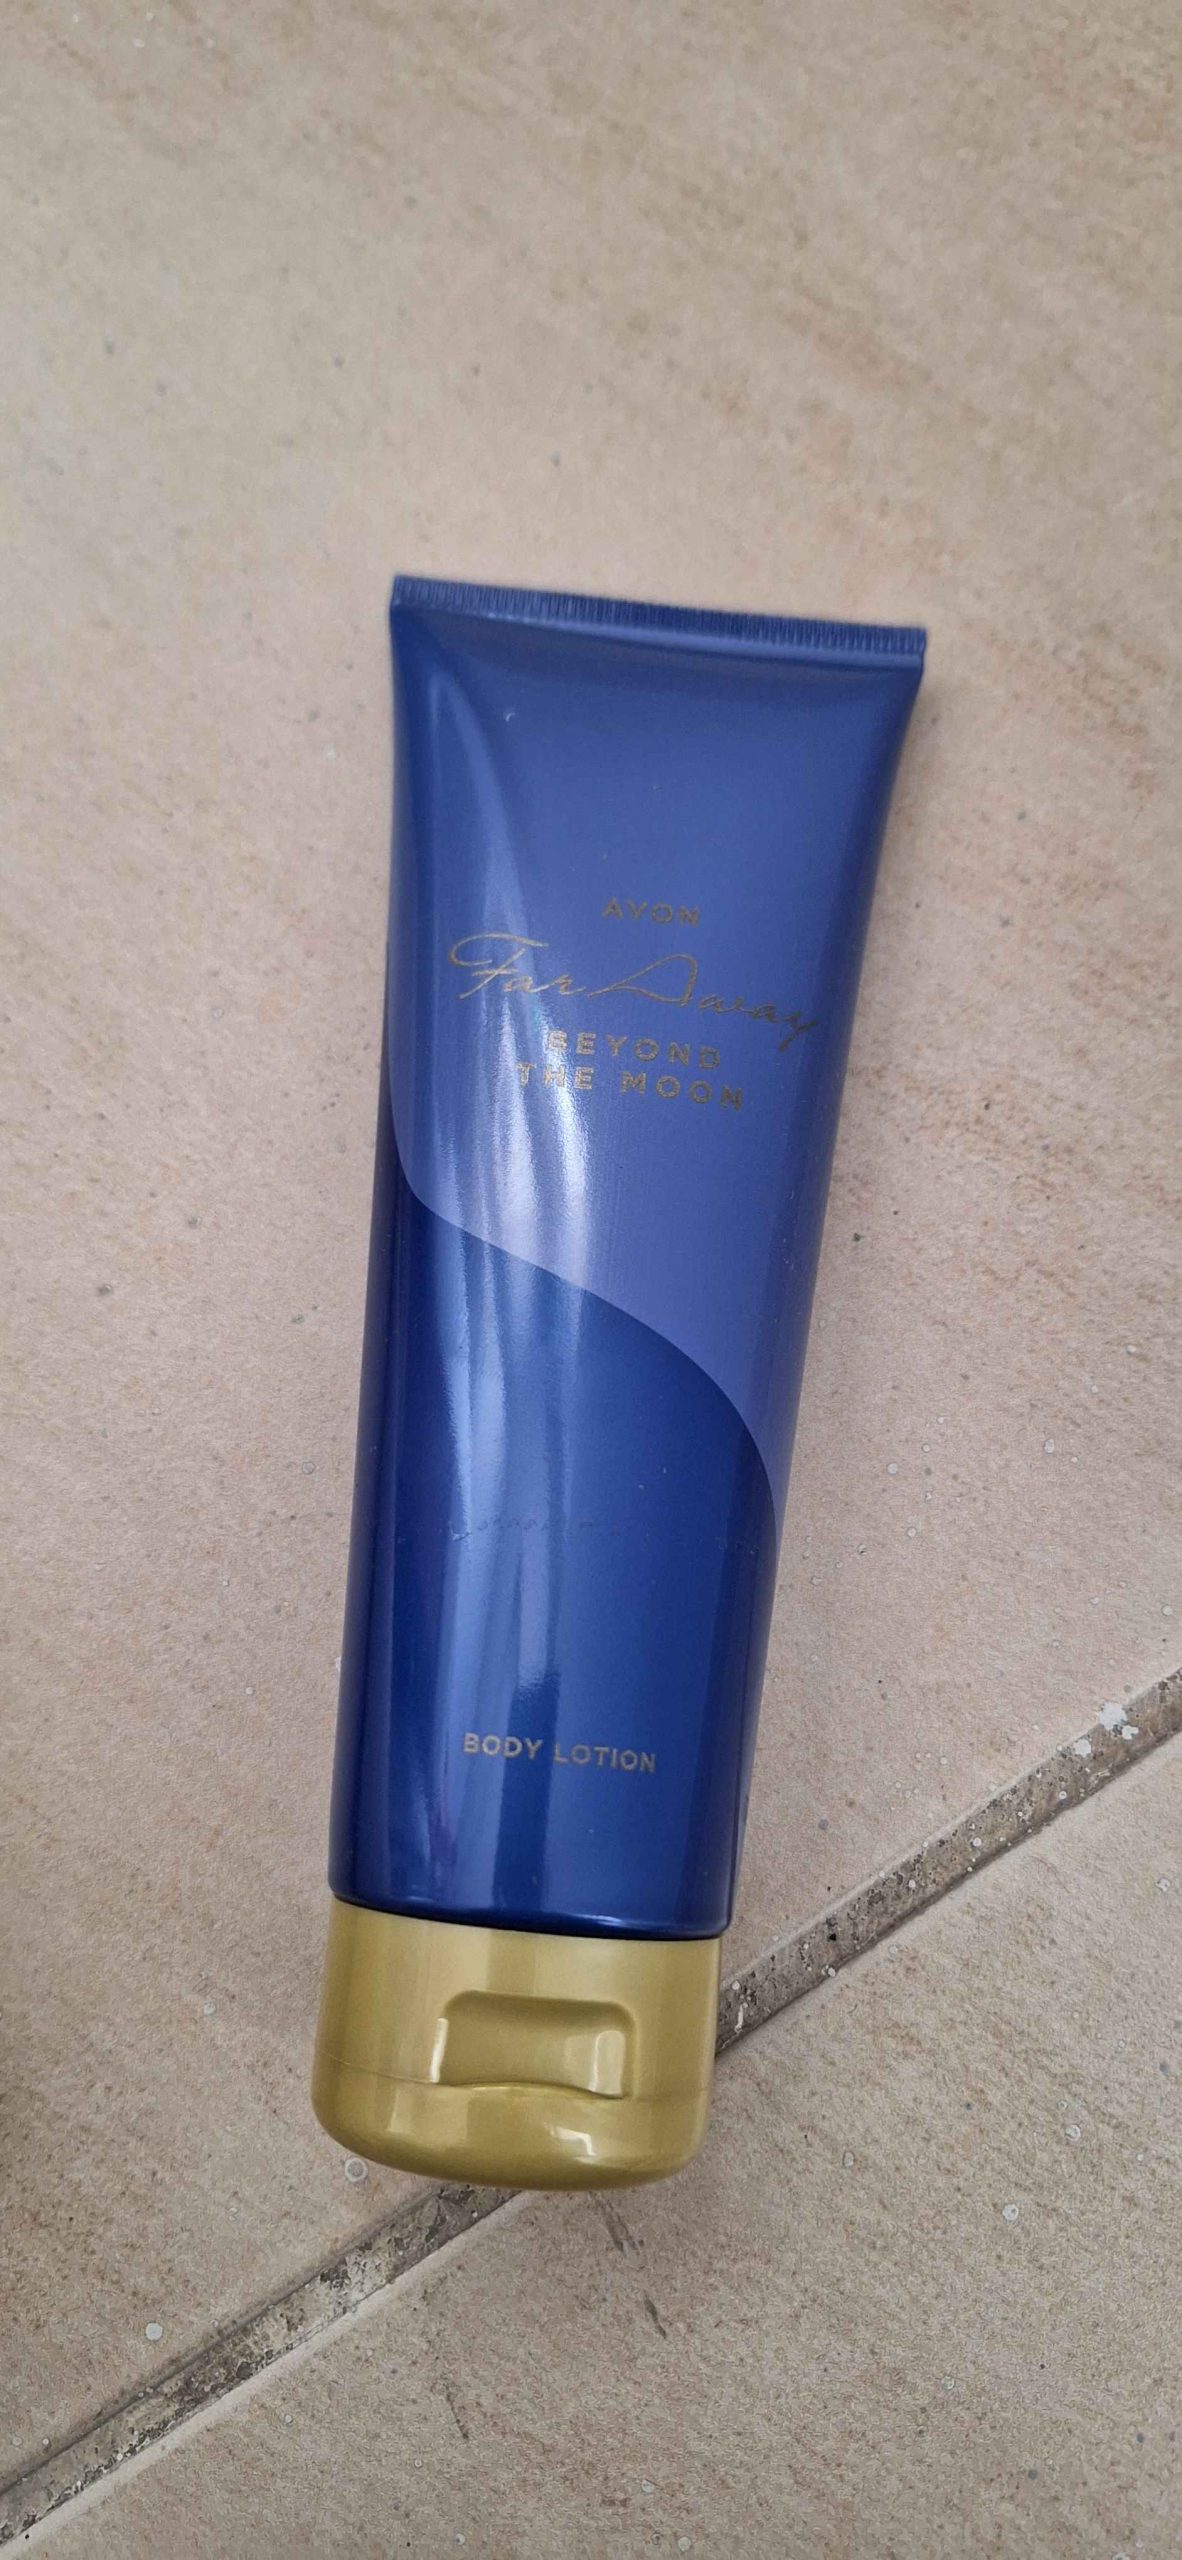 AVON
Far Away
BEYOND
THE MOON
BODY LOTION